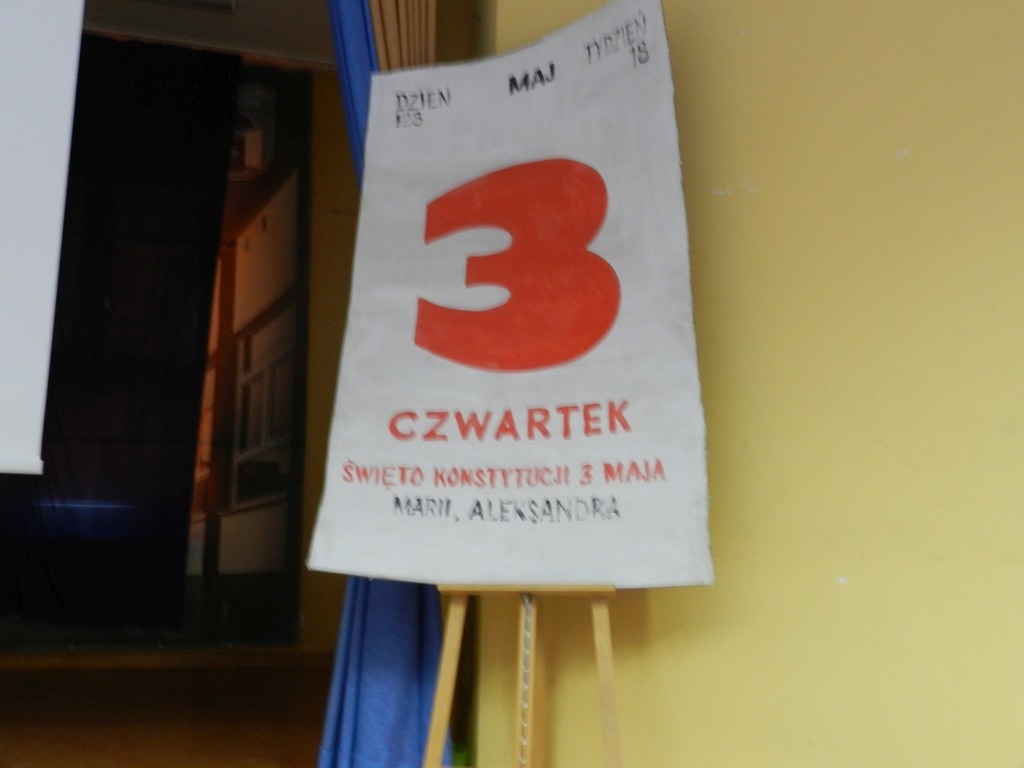 DZIEŃ MAJ TYDZIEŃ
123 18
3
CZWARTEK
ŚWIĘTO KONSTYTUCJI 3 MAJA
MARII, ALEKSANDRA